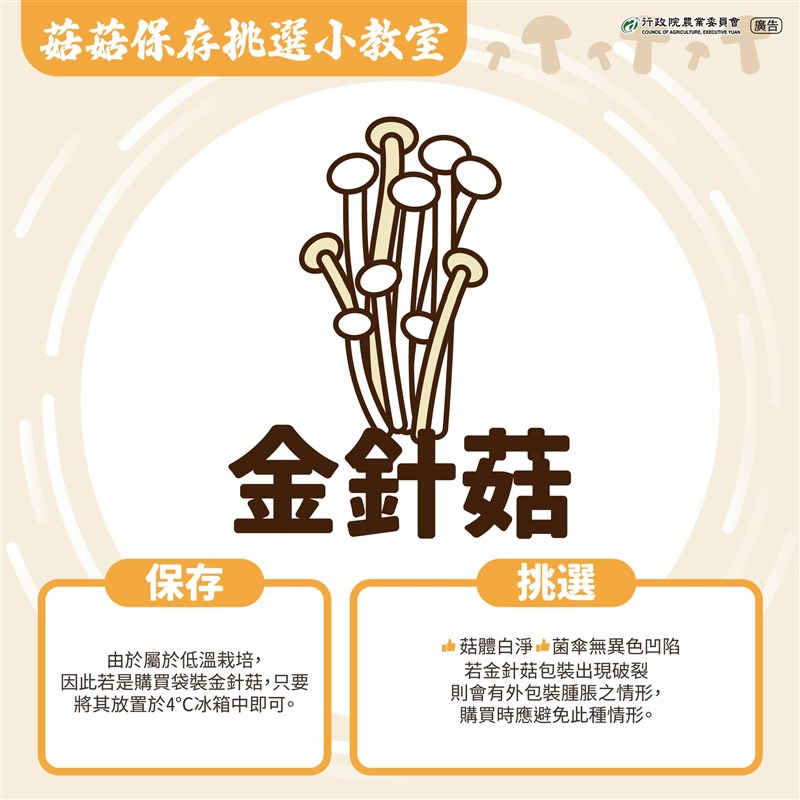 菇菇保存挑選小教室
行政院農業委員會
COUNCIL OF AGRICULTURE, EXECUTIVE YUAN
廣告
金針菇
保存
由於屬於低溫栽培,
因此若是購買袋裝金針菇,只要
將其放置於4°C冰箱中即可。
挑選
菇體白淨 菌傘無異色凹陷
若金針菇包裝出現破裂
則會有外包裝腫脹之情形,
購買時應避免此種情形。